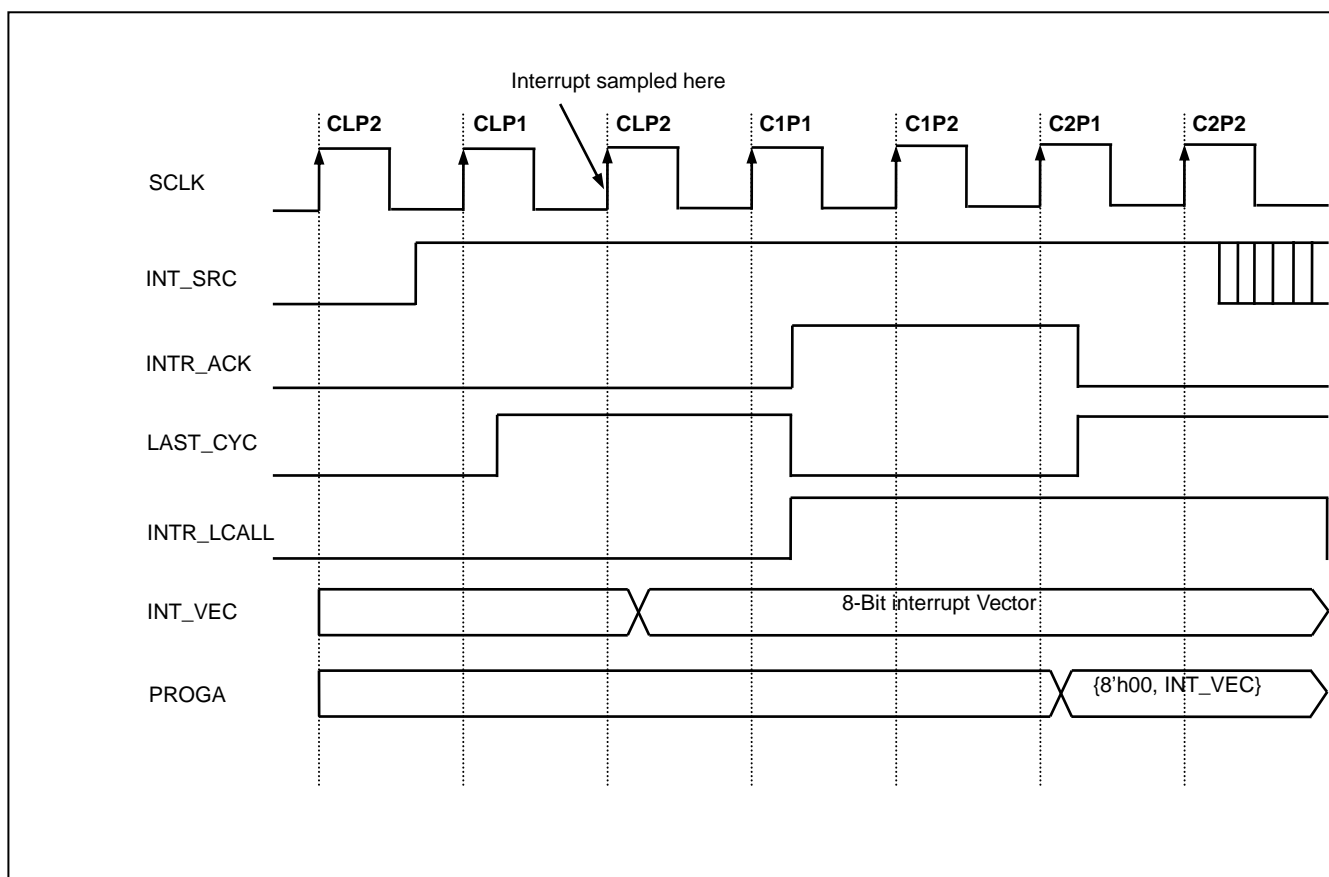 Interrupt sampled here
CLP2 CLP1 CLP2 C1P1 C1P2 C2P1 C2P2
SCLK
INT_SRC
INTR_ACK
LAST_CYC
INTR_LCALL
INT_VEC 8-Bit interrupt Vector
PROGA {8'h00, INT_VEC}